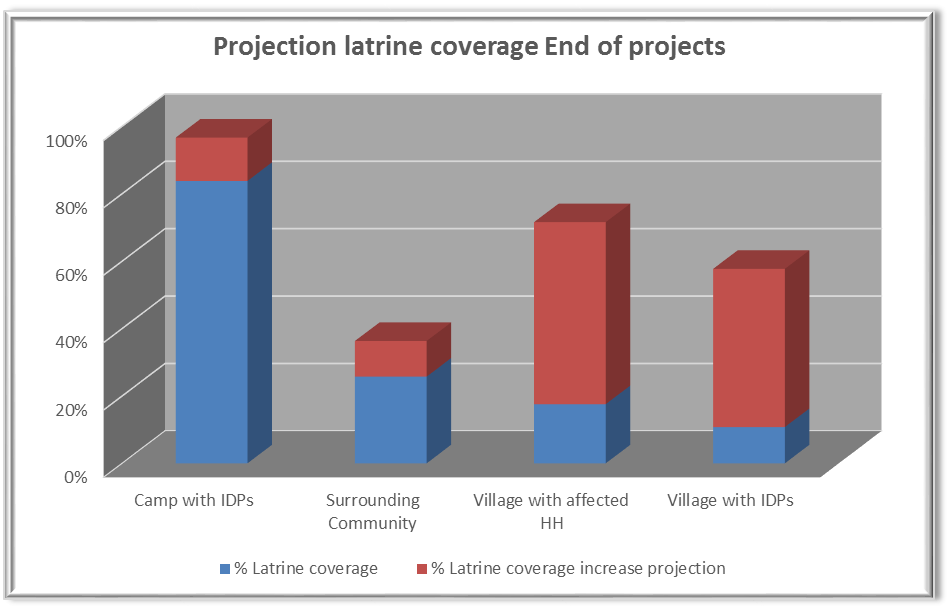 Projection latrine coverage End of projects
100%
80%
60%
40%
20%
0%
Camp with IDPs
Surrounding
Community
Village with affected
HH
Village with IDPs
% Latrine coverage
% Latrine coverage increase projection